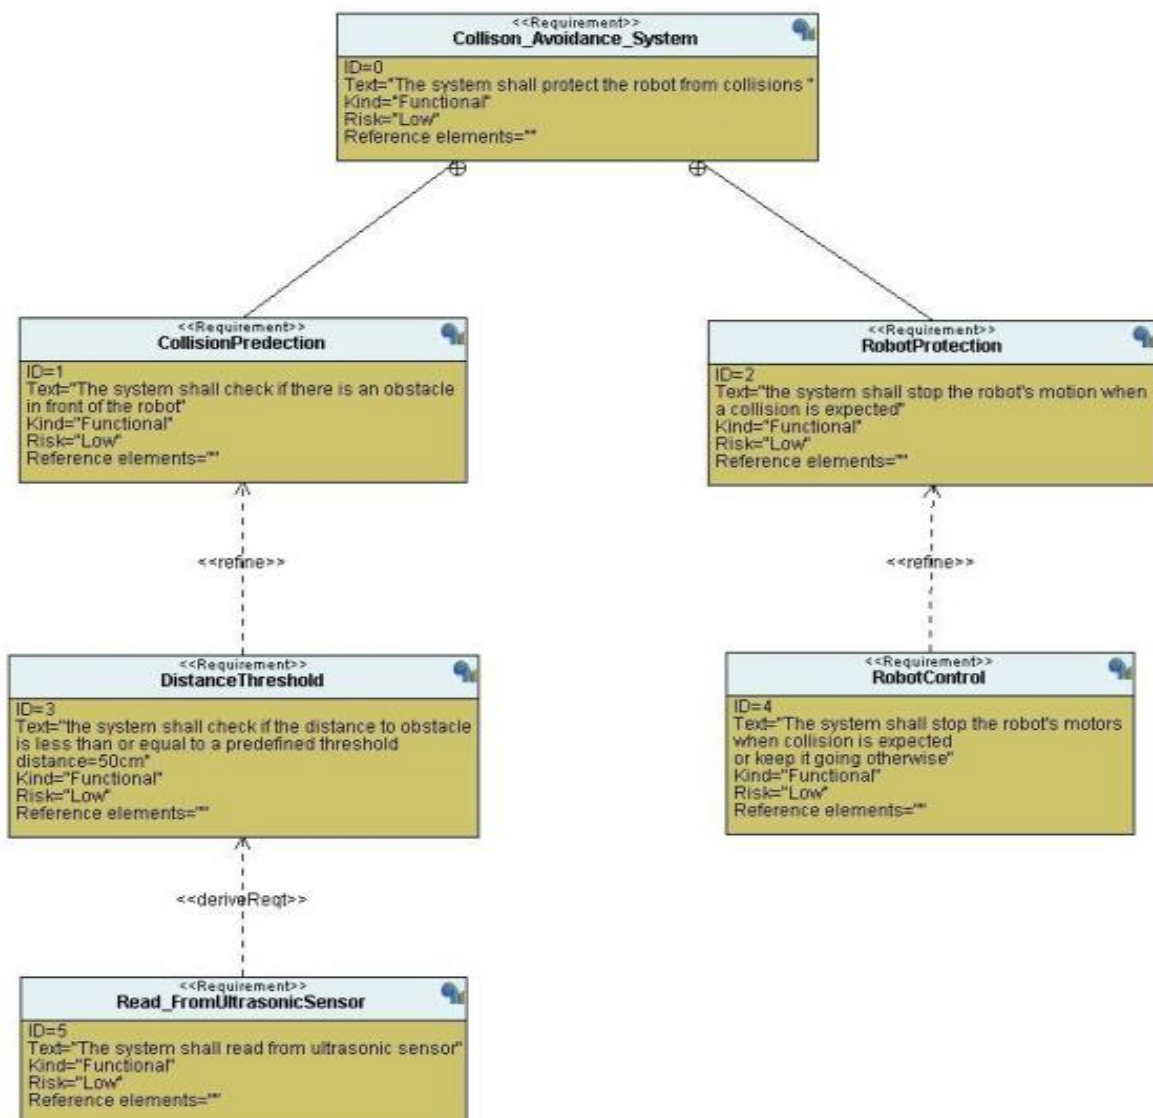 <<Requirement>>
Collison_Avoidance_System
ID=0
Text="The system shall protect the robot from collisions "
Kind="Functional"
Risk="Low"
Reference elements=""
<<Requirement>>
CollisionPredection
ID=1
Text="The system shall check if there is an obstacle
in front of the robot"
Kind="Functional"
Risk="Low"
Reference elements=""
<<Requirement>>
RobotProtection
ID=2
Text="the system shall stop the robot's motion when
a collision is expected"
Kind="Functional"
Risk="Low"
Reference elements=""
<<refine>>
<<refine>>
<<Requirement>>
DistanceThreshold
ID=3
Text="the system shall check if the distance to obstacle
is less than or equal to a predefined threshold
distance=50cm"
Kind="Functional"
Risk="Low"
Reference elements=""
<<Requirement>>
RobotControl
ID=4
Text="The system shall stop the robot's motors
when collision is expected
or keep it going otherwise"
Kind="Functional"
Risk="Low"
Reference elements=""
<<deriveReqt>>
<<Requirement>>
Read_FromUltrasonicSensor
ID=5
Text="The system shall read from ultrasonic sensor"
Kind="Functional"
Risk="Low"
Reference elements=""